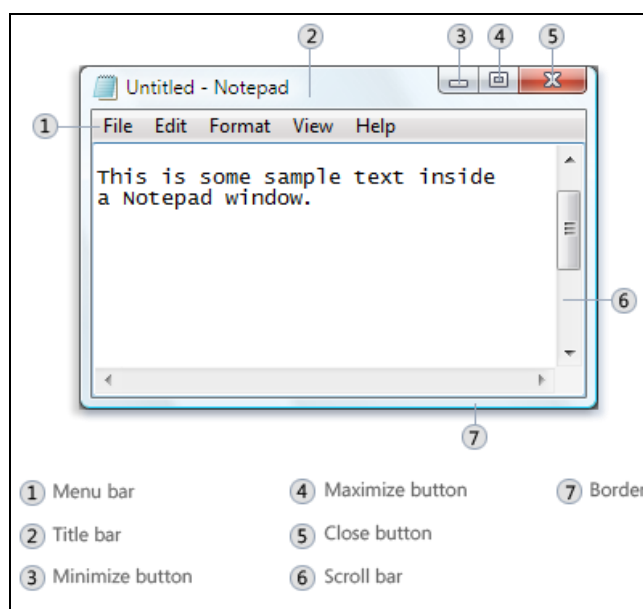 2 3 4 5
Untitled - Notepad
1
File Edit Format View Help
This is some sample text inside
a Notepad window.
6
7
1 Menu bar
4 Maximize button
7 Border
2 Title bar
5 Close button
3 Minimize button
6 Scroll bar